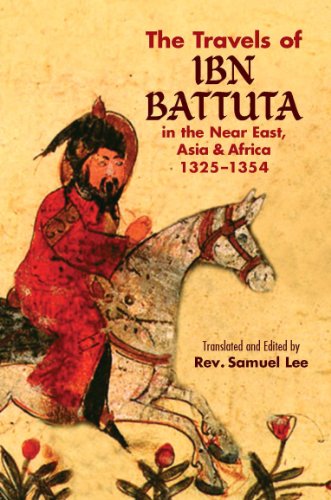 The Travels of
IBN
BATTUTA
in the Near East,
Asia & Africa
1325–1354
Translated and Edited by
Rev. Samuel Lee